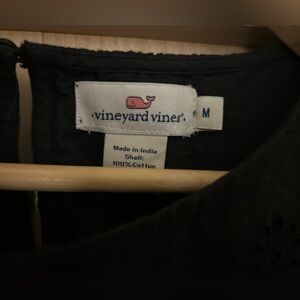 vineyard vines®
M
Made in India
Shell:
100% Cotton